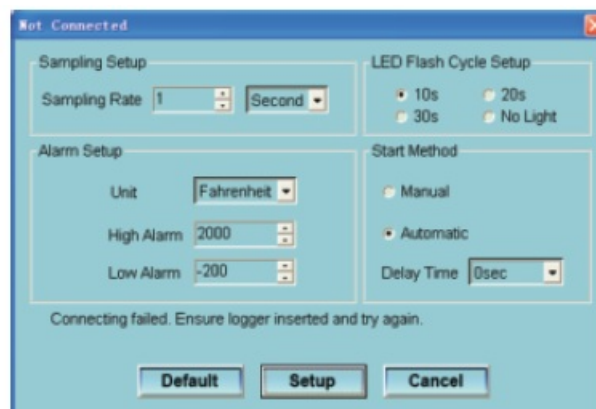 Not Connected
Sampling Setup
Sampling Rate 1 Second
LED Flash Cycle Setup
10s 20s
30s No Light
Alarm Setup
Unit Fahrenheit
High Alarm 2000
Low Alarm -200
Start Method
Manual
Automatic
Delay Time 0sec
Connecting failed. Ensure logger inserted and try again.
Default Setup Cancel